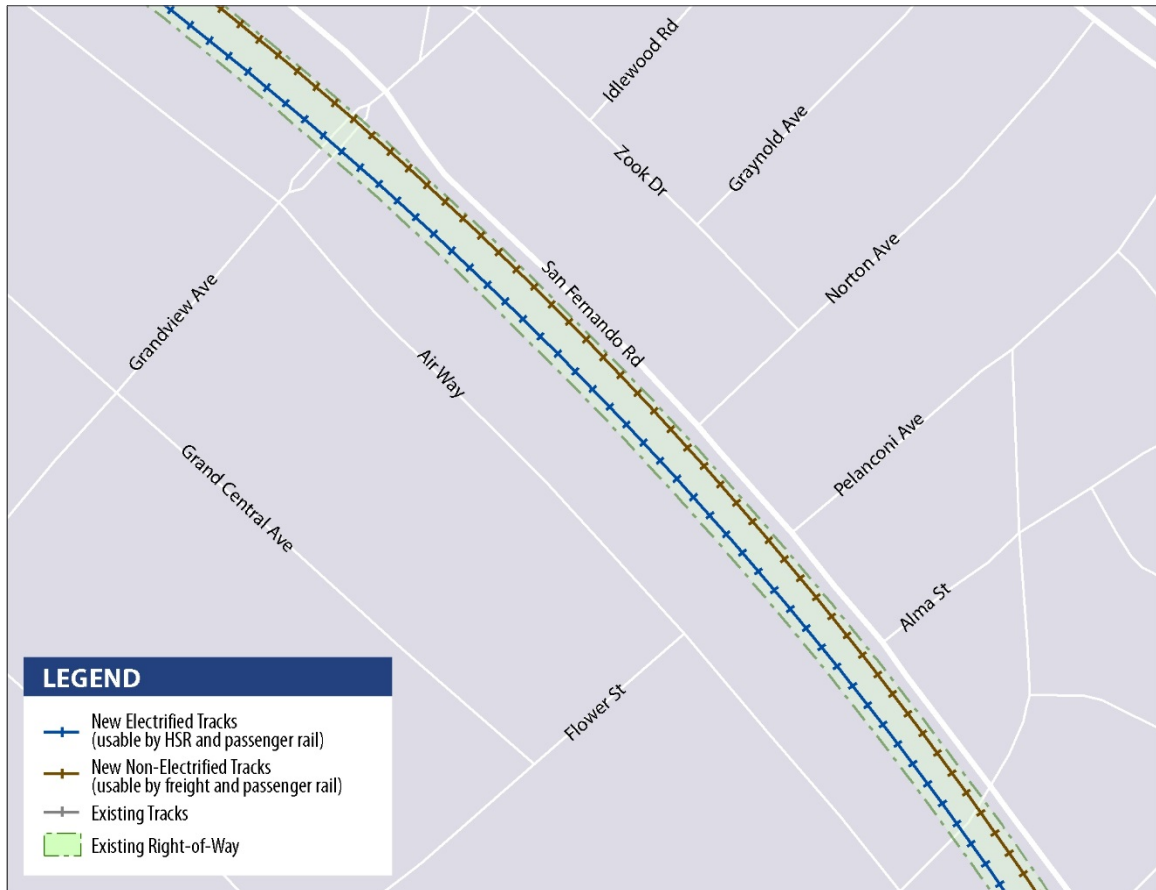 Idlewood Rd
Zook Dr
Graynold Ave
San Fernando Rd
Norton Ave
Grandview Ave
Air Way
Grand Central Ave
Pelanconi Ave
Alma St
Flower St
LEGEND
New Electrified Tracks
(usable by HSR and passenger rail)
New Non-Electrified Tracks
(usable by freight and passenger rail)
Existing Tracks
Existing Right-of-Way